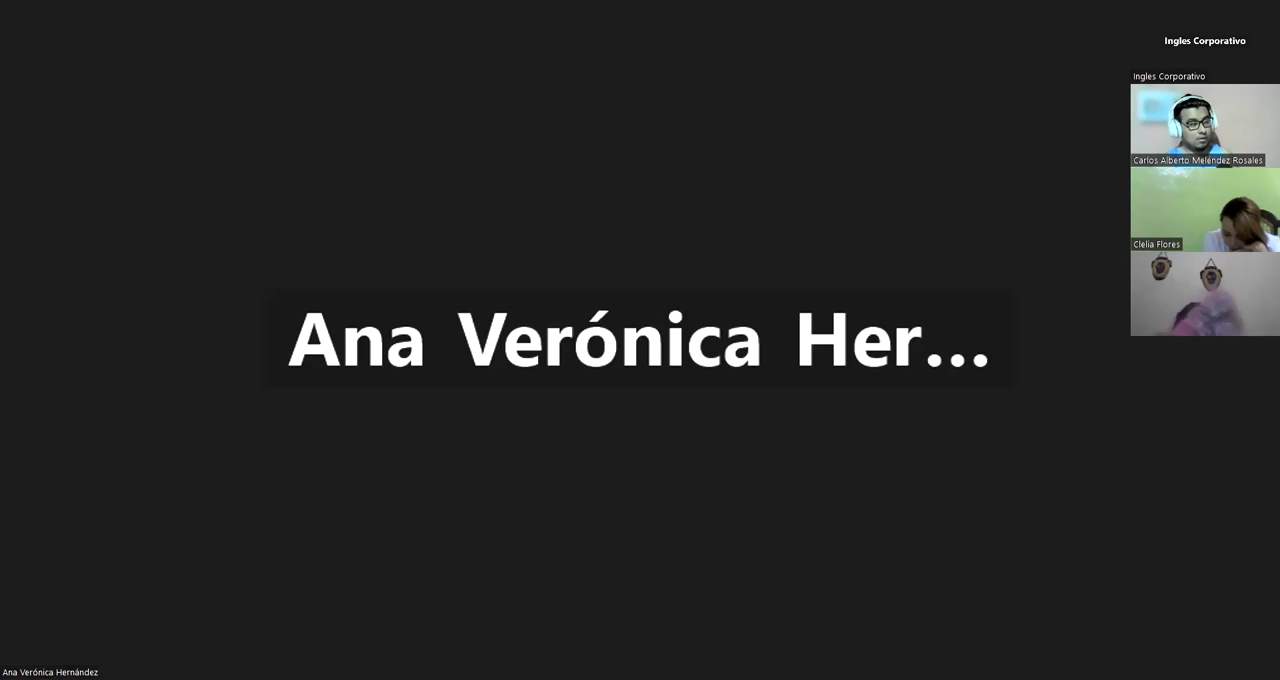 Ingles Corporativo
Ingles Corporativo
Carlos Alberto Meléndez Rosales
Clelia Flores
Ana Verónica Her...
Ana Verónica Hernández